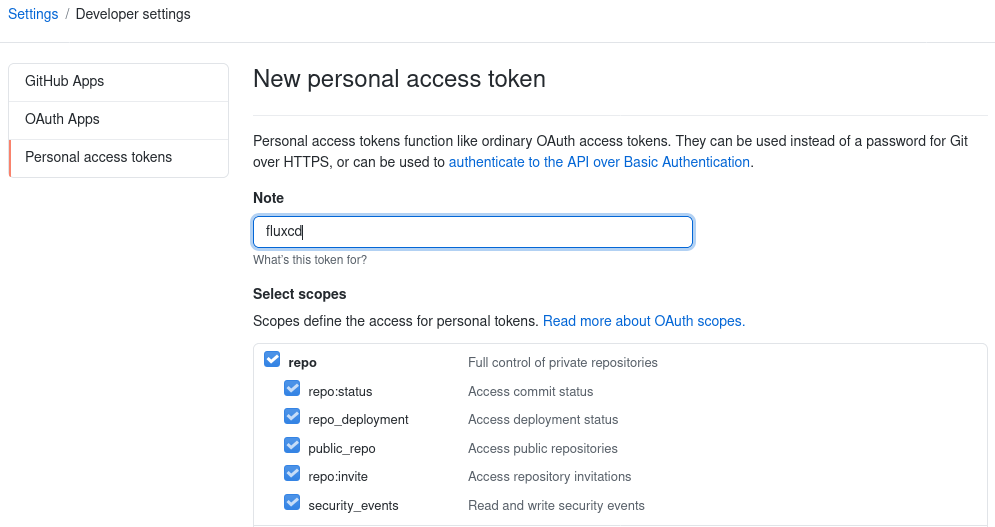 Settings / Developer settings
GitHub Apps
OAuth Apps
Personal access tokens
New personal access token
Personal access tokens function like ordinary OAuth access tokens. They can be used instead of a password for Git
over HTTPS, or can be used to authenticate to the API over Basic Authentication.
Note
fluxcd
What's this token for?
Select scopes
Scopes define the access for personal tokens. Read more about OAuth scopes.
repo Full control of private repositories
repo:status Access commit status
repo_deployment Access deployment status
public_repo Access public repositories
repo:invite Access repository invitations
security_events Read and write security events